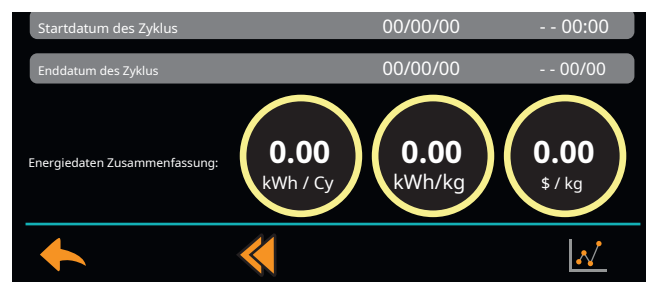 Startdatum des Zyklus 00/00/00 - - 00:00
Enddatum des Zyklus 00/00/00 - - 00/00
Energiedaten Zusammenfassung:
0.00 0.00 0.00
kWh / Cy kWh/kg $ / kg